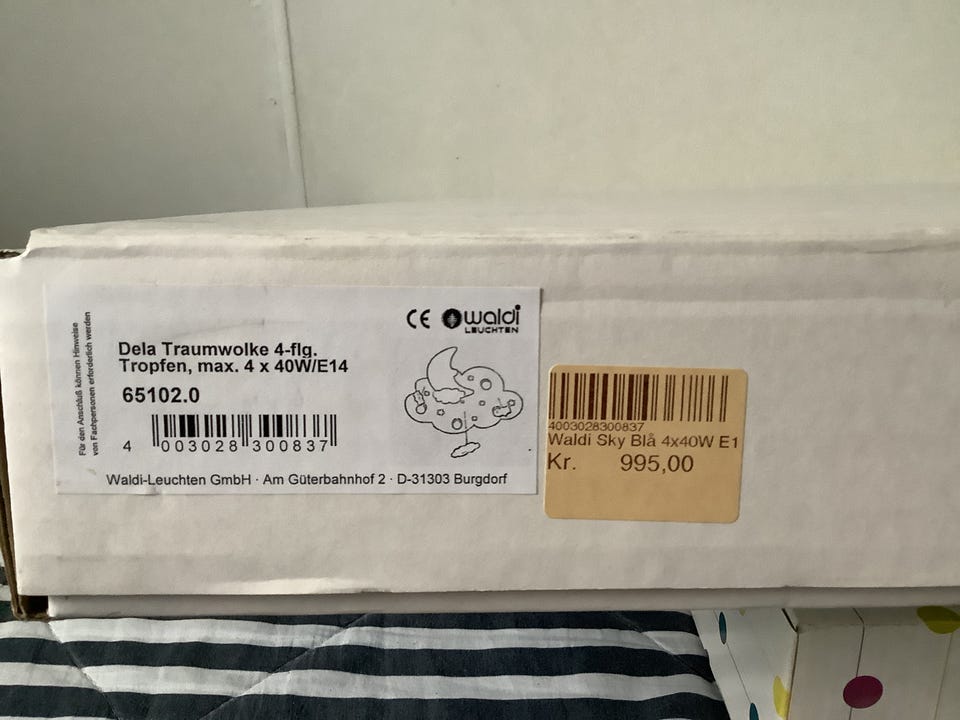 Für den Anschluß können Hinweise
von Fachpersonen erforderlich werden
CE waldi
LEUCHTEN
Dela Traumwolke 4-flg.
Tropfen, max. 4 x 40W/E14
65102.0
4 003028 300837
Waldi-Leuchten GmbH · Am Güterbahnhof 2 · D-31303 Burgdorf
4003028300837
Waldi Sky Blå 4x40W E1
Kr. 995,00